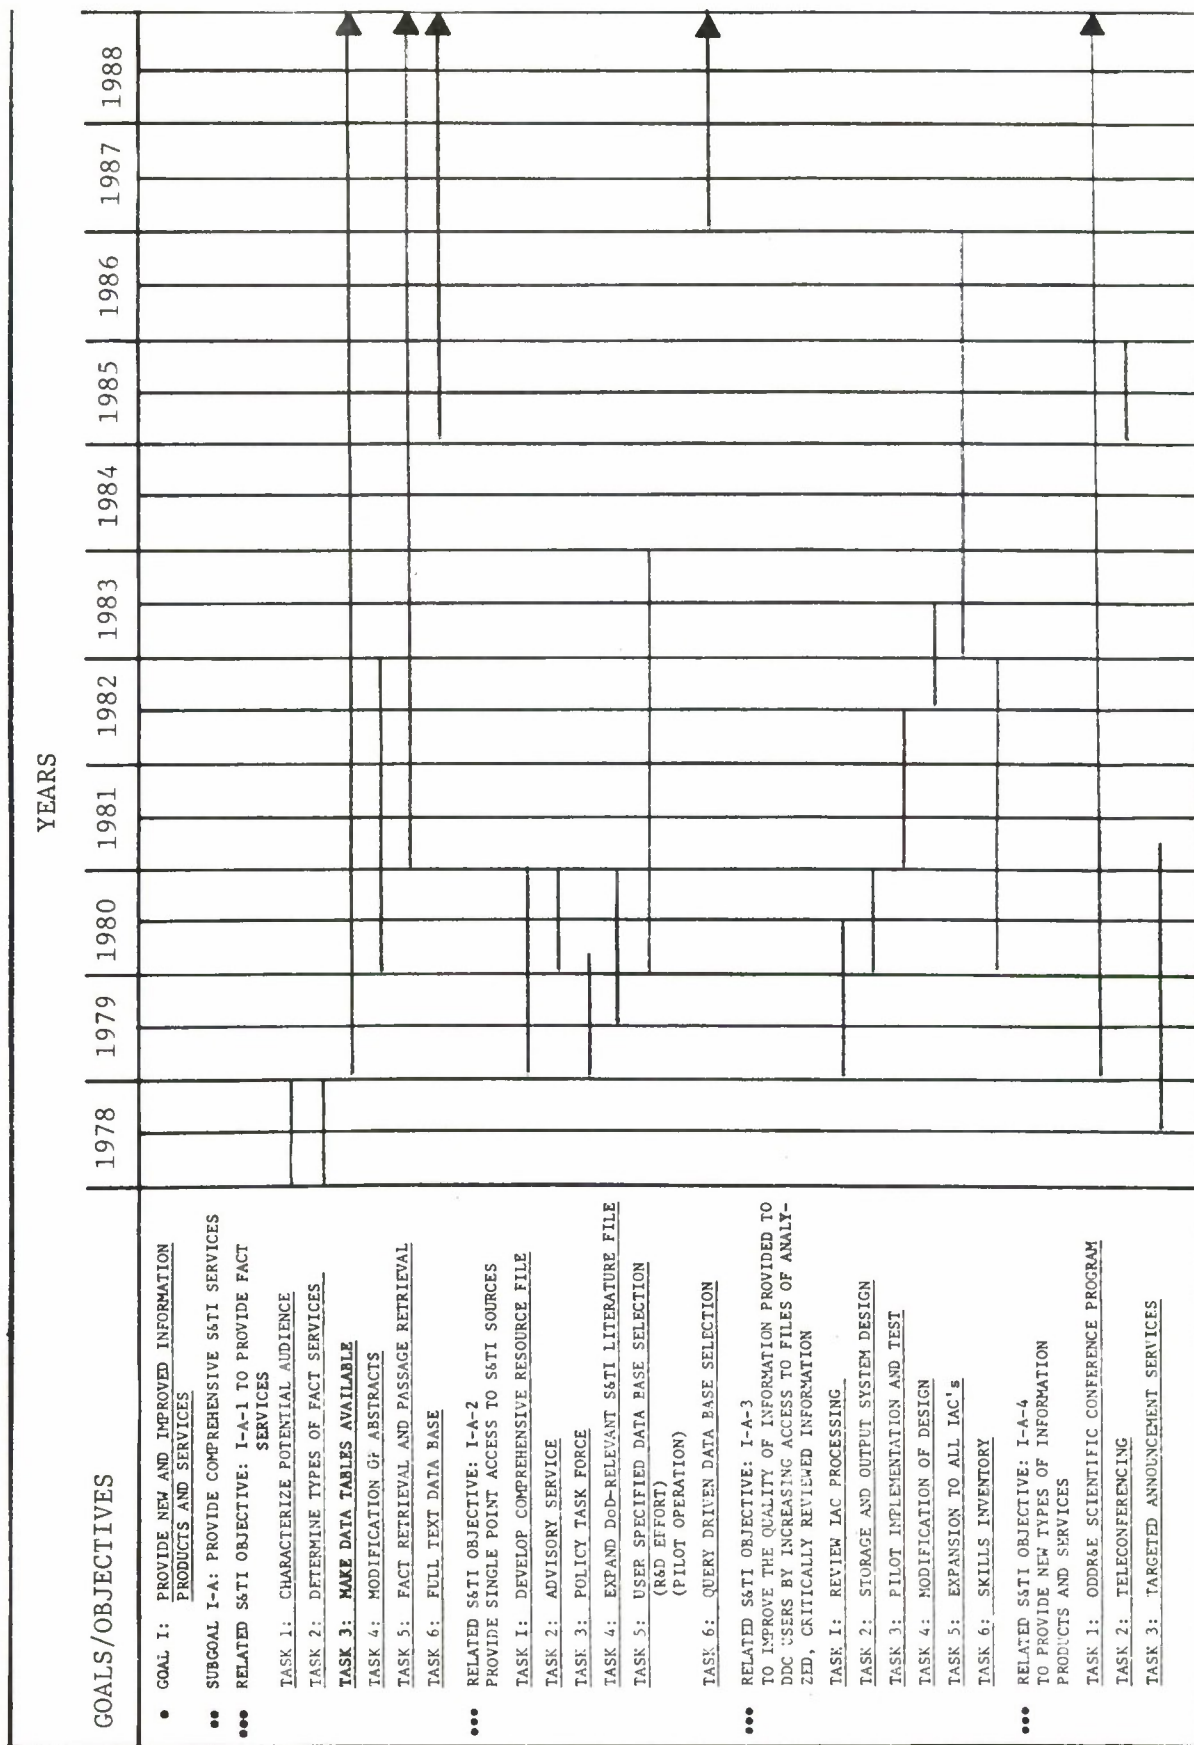 YEARS
GOALS/OBJECTIVES 1978 1979 1980 1981 1982 1983 1984 1985 1986 1987 1988
• GOAL I: PROVIDE NEW AND IMPROVED INFORMATION
PRODUCTS AND SERVICES
•• SUBGOAL I-A: PROVIDE COMPREHENSIVE S&TI SERVICES
••• RELATED S&TI OBJECTIVE: I-A-1 TO PROVIDE FACT
SERVICES
TASK 1: CHARACTERIZE POTENTIAL AUDIENCE
TASK 2: DETERMINE TYPES OF FACT SERVICES
TASK 3: MAKE DATA TABLES AVAILABLE
TASK 4: MODIFICATION OF ABSTRACTS
TASK 5: FACT RETRIEVAL AND PASSAGE RETRIEVAL
TASK 6: FULL TEXT DATA BASE
••• RELATED S&TI OBJECTIVE: I-A-2
PROVIDE SINGLE POINT ACCESS TO S&TI SOURCES
TASK 1: DEVELOP COMPREHENSIVE RESOURCE FILE
TASK 2: ADVISORY SERVICE
TASK 3: POLICY TASK FORCE
TASK 4: EXPAND DoD-RELEVANT S&TI LITERATURE FILE
TASK 5: USER SPECIFIED DATA BASE SELECTION
(R&D EFFORT)
(PILOT OPERATION)
TASK 6: QUERY DRIVEN DATA BASE SELECTION
••• RELATED S&TI OBJECTIVE: I-A-3
TO IMPROVE THE QUALITY OF INFORMATION PROVIDED TO
DDC USERS BY INCREASING ACCESS TO FILES OF ANALY-
ZED, CRITICALLY REVIEWED INFORMATION
TASK 1: REVIEW IAC PROCESSING
TASK 2: STORAGE AND OUTPUT SYSTEM DESIGN
TASK 3: PILOT IMPLEMENTATION AND TEST
TASK 4: MODIFICATION OF DESIGN
TASK 5: EXPANSION TO ALL IAC's
TASK 6: SKILLS INVENTORY
••• RELATED S&TI OBJECTIVE: I-A-4
TO PROVIDE NEW TYPES OF INFORMATION
PRODUCTS AND SERVICES
TASK 1: ODDR&E SCIENTIFIC CONFERENCE PROGRAM
TASK 2: TELECONFERENCING
TASK 3: TARGETED ANNOUNCEMENT SERVICES